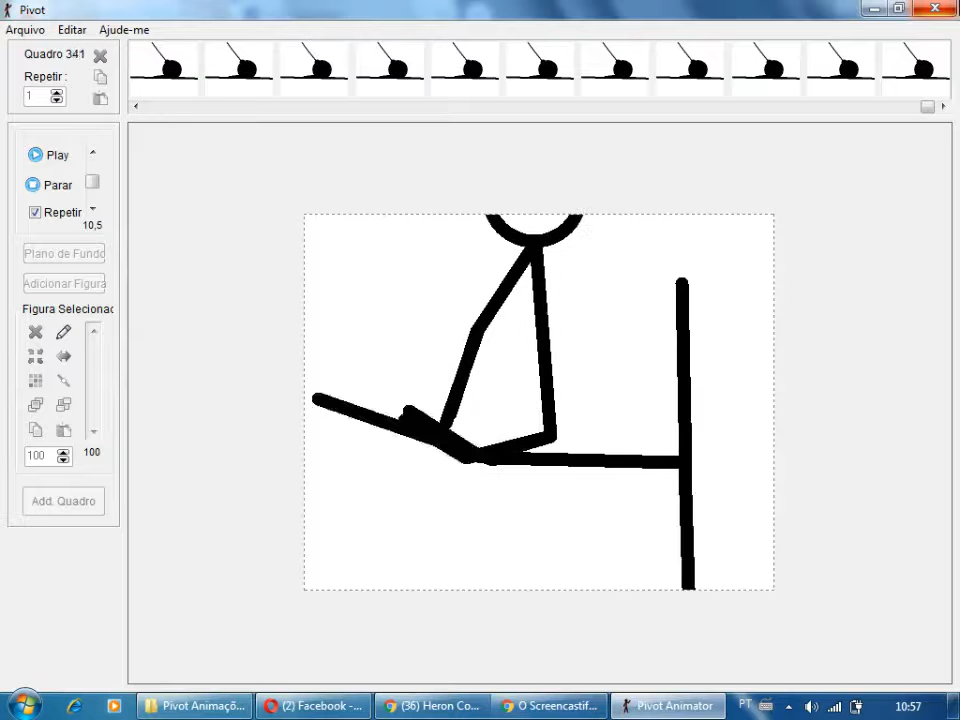 Pivot
Arquivo Editar Ajude-me
Quadro 341
Repetir :
1
Play
Parar
Repetir
10,5
Plano de Fundo
Adicionar Figura
Figura Selecionac
100 100
Add. Quadro
Pivot Animaçõ... (2) Facebook -... (36) Heron Co... O Screencastif... Pivot Animator PT 10:57